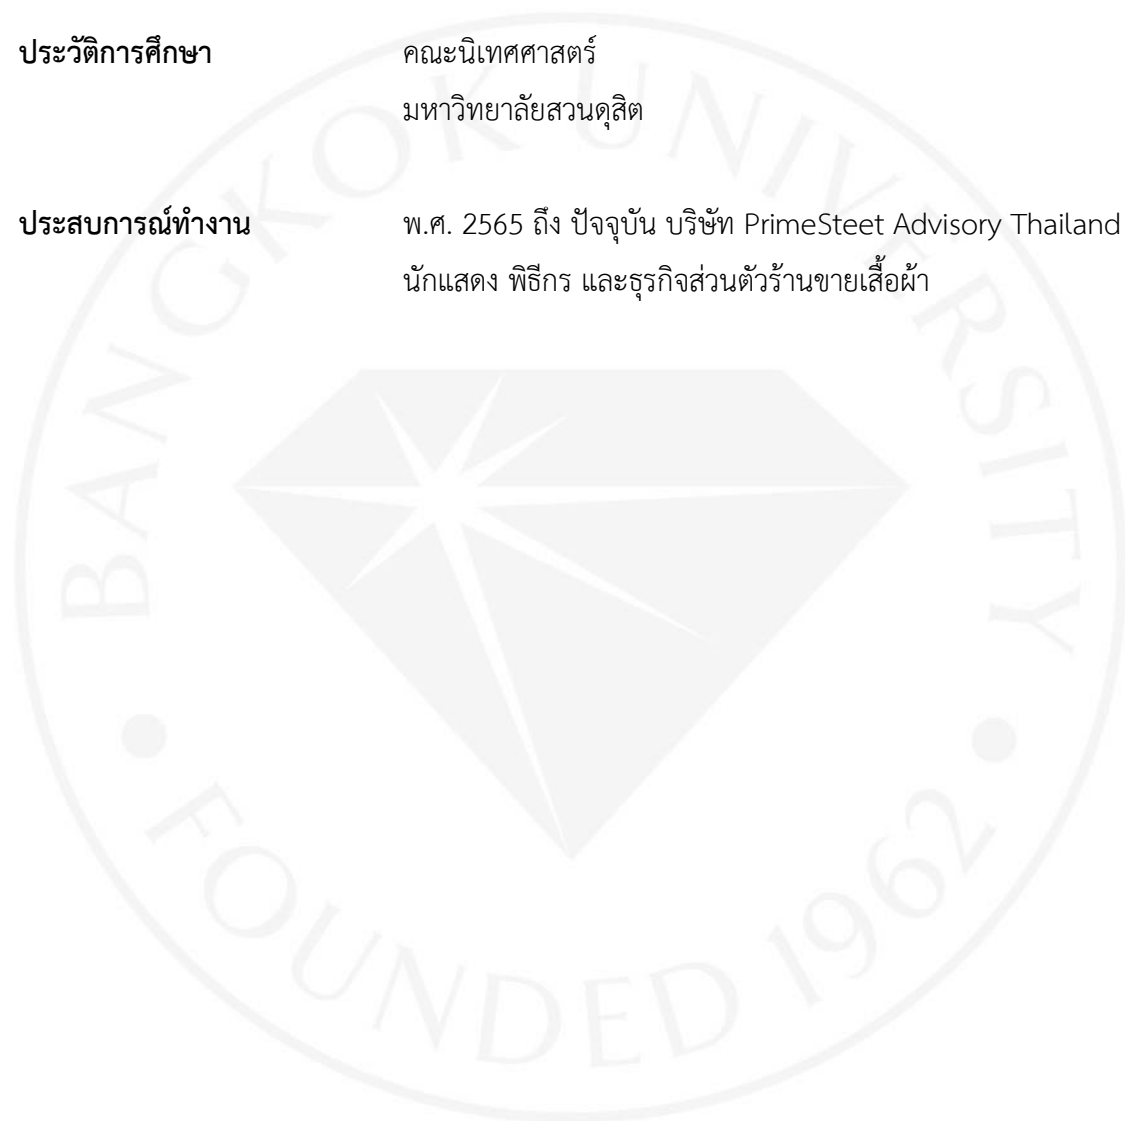 ประวัติการศึกษา คณะนิเทศศาสตร์
มหาวิทยาลัยสวนดุสิต
ประสบการณ์ทำงาน พ.ศ. 2565 ถึง ปัจจุบัน บริษัท PrimeSteet Advisory Thailand
นักแสดง พิธีกร และธุรกิจส่วนตัวร้านขายเสื้อผ้า
BANGKOK UNIVERSITY
FOUNDED 1962